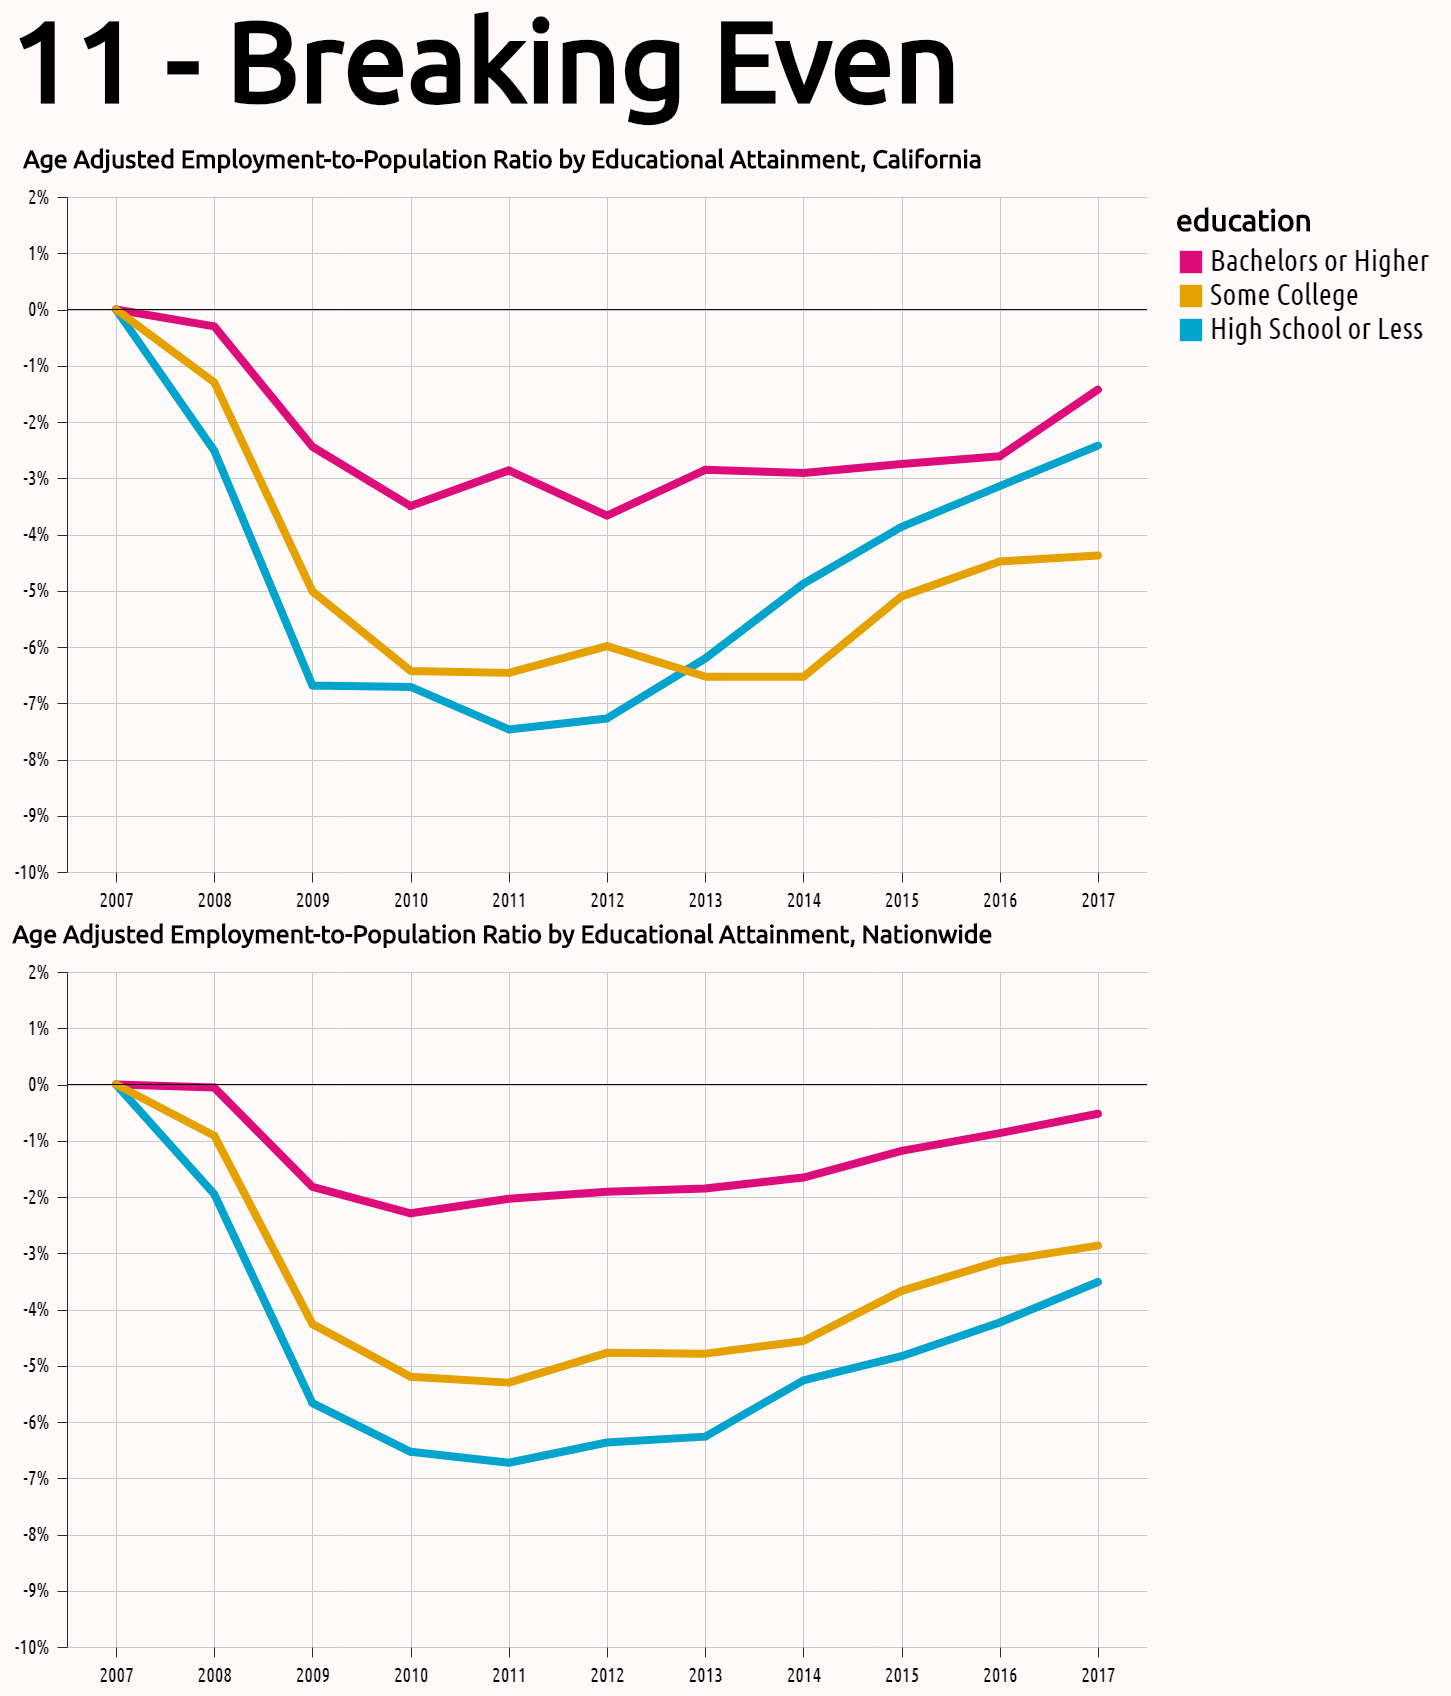 11 - Breaking Even
Age Adjusted Employment-to-Population Ratio by Educational Attainment, California
2%
1%
0%
-1%
-2%
-3%
-4%
-5%
-6%
-7%
-8%
-9%
-10%
2007 2008 2009 2010 2011 2012 2013 2014 2015 2016 2017
education
Bachelors or Higher
Some College
High School or Less
Age Adjusted Employment-to-Population Ratio by Educational Attainment, Nationwide
2%
1%
0%
-1%
-2%
-3%
-4%
-5%
-6%
-7%
-8%
-9%
-10%
2007 2008 2009 2010 2011 2012 2013 2014 2015 2016 2017